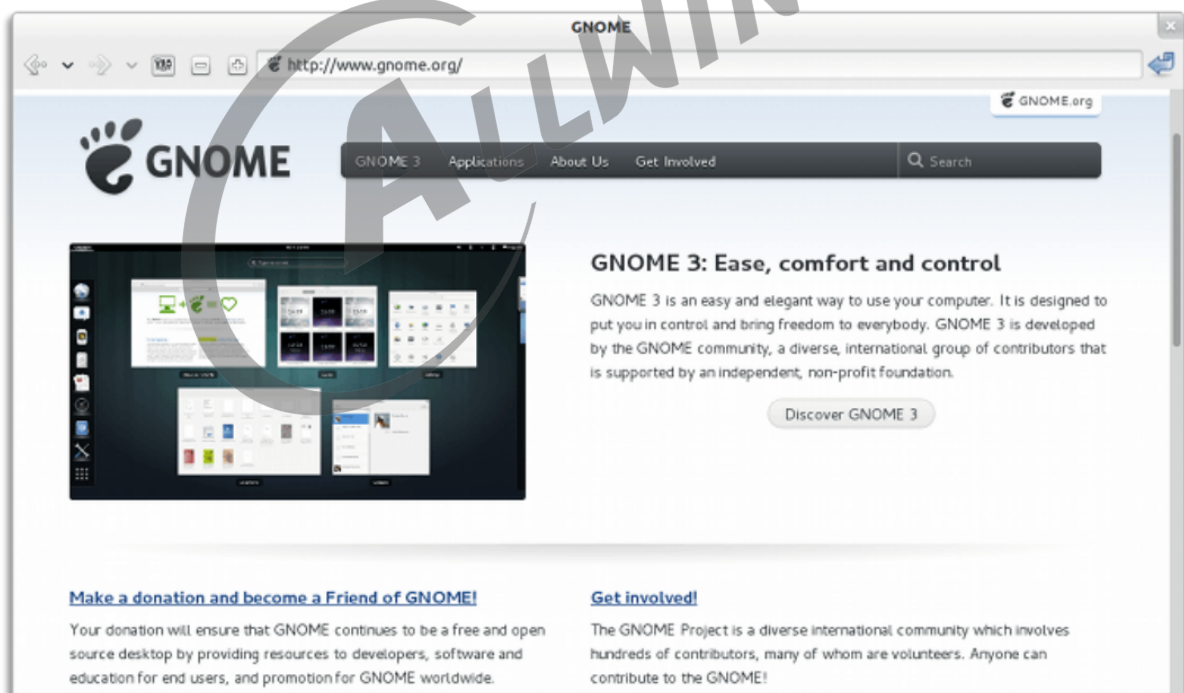 GNOME
http://www.gnome.org/
GNOME.org
GNOME
GNOME 3 Applications About Us Get Involved Search
ALLWIN
GNOME 3: Ease, comfort and control
GNOME 3 is an easy and elegant way to use your computer. It is designed to
put you in control and bring freedom to everybody. GNOME 3 is developed
by the GNOME community, a diverse, international group of contributors that
is supported by an independent, non-profit foundation.
Discover GNOME 3
Make a donation and become a Friend of GNOME!
Your donation will ensure that GNOME continues to be a free and open
source desktop by providing resources to developers, software and
education for end users, and promotion for GNOME worldwide.
Get involved!
The GNOME Project is a diverse international community which involves
hundreds of contributors, many of whom are volunteers. Anyone can
contribute to the GNOME!